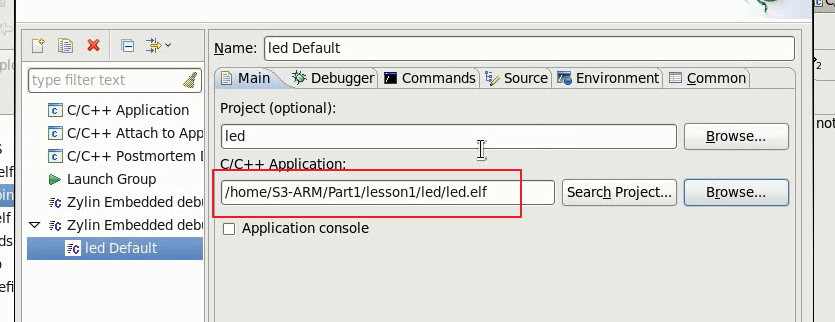 Name: led Default
type filter text
Main Debugger Commands Source Environment Common
C/C++ Application
C/C++ Attach to App
C/C++ Postmortem D
Launch Group
Zylin Embedded debu
Zylin Embedded debu
led Default
Project (optional):
led Browse...
C/C++ Application:
/home/S3-ARM/Part1/lesson1/led/led.elf Search Project... Browse...
Application console
not